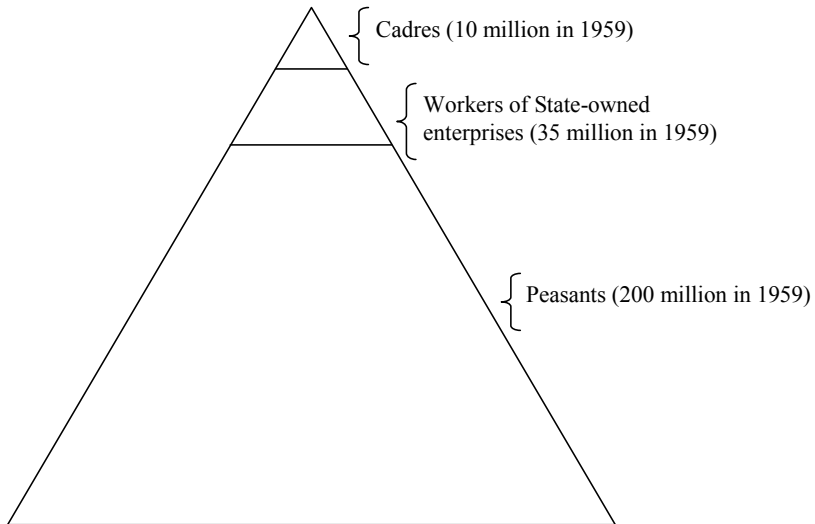 Cadres (10 million in 1959)
Workers of State-owned
enterprises (35 million in 1959)
Peasants (200 million in 1959)